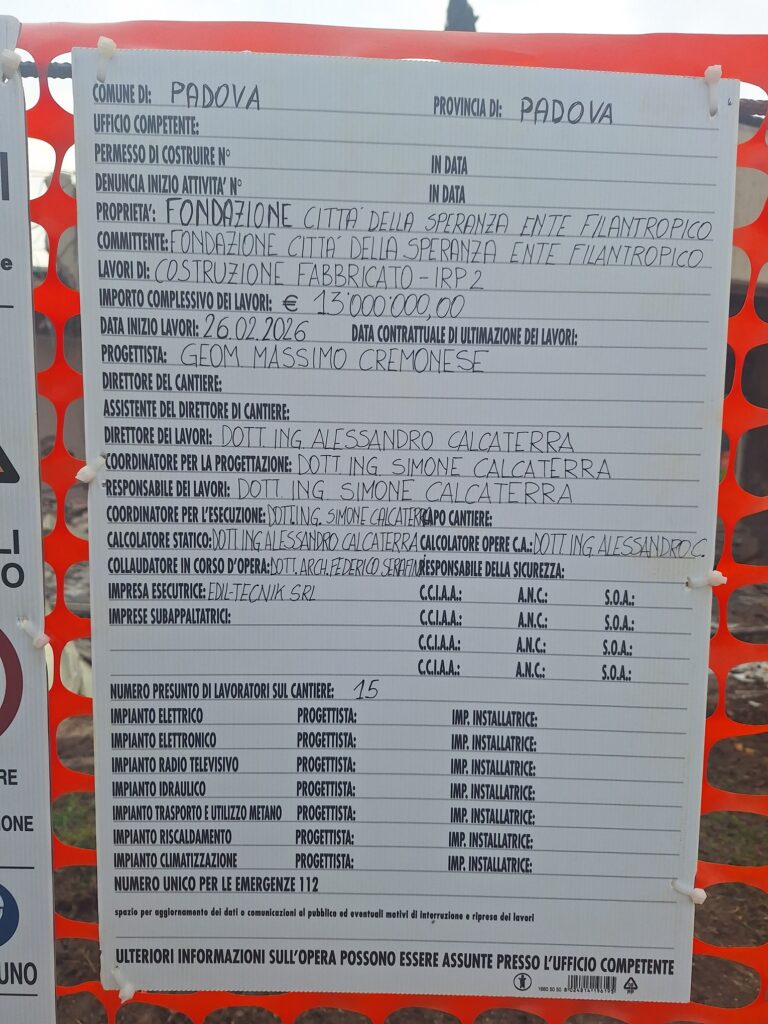 COMUNE DI: PADOVA PROVINCIA DI: PADOVA
UFFICIO COMPETENTE:
PERMESSO DI COSTRUIRE N° IN DATA
DENUNCIA INIZIO ATTIVITA' N° IN DATA
PROPRIETA': FONDAZIONE CITTA' DELLA SPERANZA ENTE FILANTROPICO
COMMITTENTE: FONDAZIONE CITTA' DELLA SPERANZA ENTE FILANTROPICO
LAVORI DI: COSTRUZIONE FABBRICATO - IRP 2
IMPORTO COMPLESSIVO DEI LAVORI: € 13'000'000,00
DATA INIZIO LAVORI: 26.02.2026 DATA CONTRATTUALE DI ULTIMAZIONE DEI LAVORI:
PROGETTISTA: GEOM. MASSIMO CREMONESE
DIRETTORE DEL CANTIERE:
ASSISTENTE DEL DIRETTORE DI CANTIERE:
DIRETTORE DEI LAVORI: DOTT. ING. ALESSANDRO CALCATERRA
COORDINATORE PER LA PROGETTAZIONE: DOTT. ING. SIMONE CALCATERRA
RESPONSABILE DEI LAVORI: DOTT. ING. SIMONE CALCATERRA
COORDINATORE PER L'ESECUZIONE: DOTT. ING. SIMONE CALCATERRA CAPO CANTIERE:
CALCOLATORE STATICO: DOTT ING ALESSANDRO CALCATERRA CALCOLATORE OPERE C.A.: DOTT ING ALESSANDRO C.
COLLAUDATORE IN CORSO D'OPERA: DOTT. ARCH. FEDERICO SERAFINI RESPONSABILE DELLA SICUREZZA:
IMPRESA ESECUTRICE: EDIL-TECNIK SRL C.C.I.A.A.: A.N.C.: S.O.A.:
IMPRESE SUBAPPALTATRICI: C.C.I.A.A.: A.N.C.: S.O.A.:
C.C.I.A.A.: A.N.C.: S.O.A.:
C.C.I.A.A.: A.N.C.: S.O.A.:
NUMERO PRESUNTO DI LAVORATORI SUL CANTIERE: 15
IMPIANTO ELETTRICO PROGETTISTA: IMP. INSTALLATRICE:
IMPIANTO ELETTRONICO PROGETTISTA: IMP. INSTALLATRICE:
IMPIANTO RADIO TELEVISIVO PROGETTISTA: IMP. INSTALLATRICE:
IMPIANTO IDRAULICO PROGETTISTA: IMP. INSTALLATRICE:
IMPIANTO TRASPORTO E UTILIZZO METANO PROGETTISTA: IMP. INSTALLATRICE:
IMPIANTO RISCALDAMENTO PROGETTISTA: IMP. INSTALLATRICE:
IMPIANTO CLIMATIZZAZIONE PROGETTISTA: IMP. INSTALLATRICE:
NUMERO UNICO PER LE EMERGENZE 112
spazio per aggiornamento dei dati o comunicazioni al pubblico ed eventuali motivi di interruzione e ripresa dei lavori
ULTERIORI INFORMAZIONI SULL'OPERA POSSONO ESSERE ASSUNTE PRESSO L'UFFICIO COMPETENTE